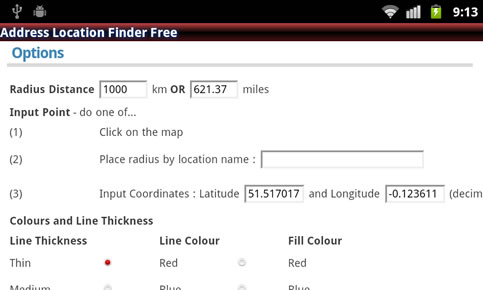 9:13
Address Location Finder Free
Options
Radius Distance 1000 km OR 621.37 miles
Input Point - do one of...
(1) Click on the map
(2) Place radius by location name :
(3) Input Coordinates : Latitude 51.517017 and Longitude -0.123611 (decim
Colours and Line Thickness
Line Thickness Line Colour Fill Colour
Thin Red Red
Medium Blue Blue